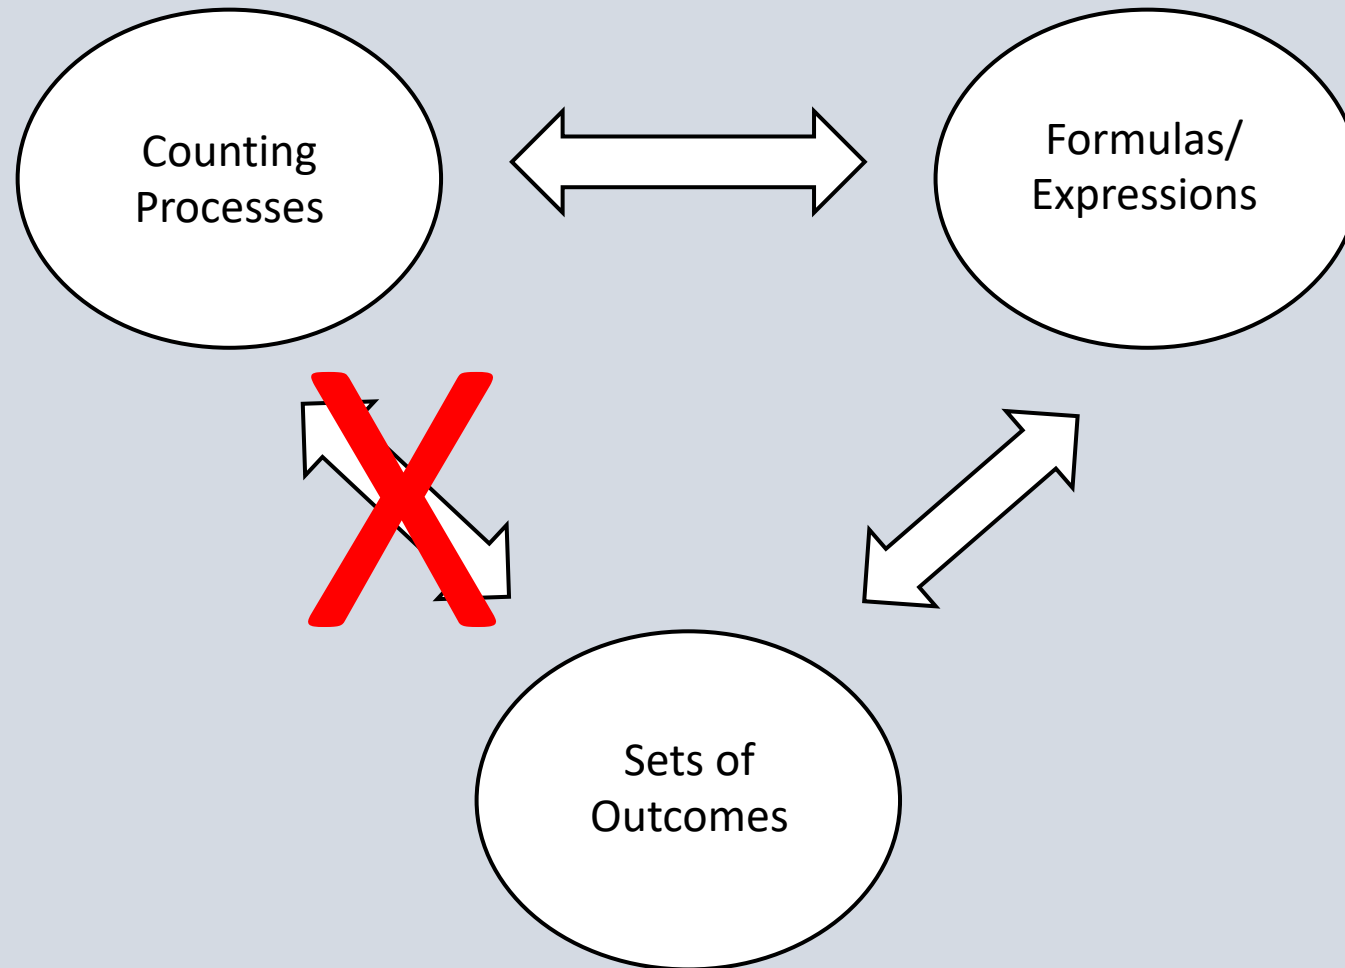 Counting
Processes
Formulas/
Expressions
Sets of
Outcomes